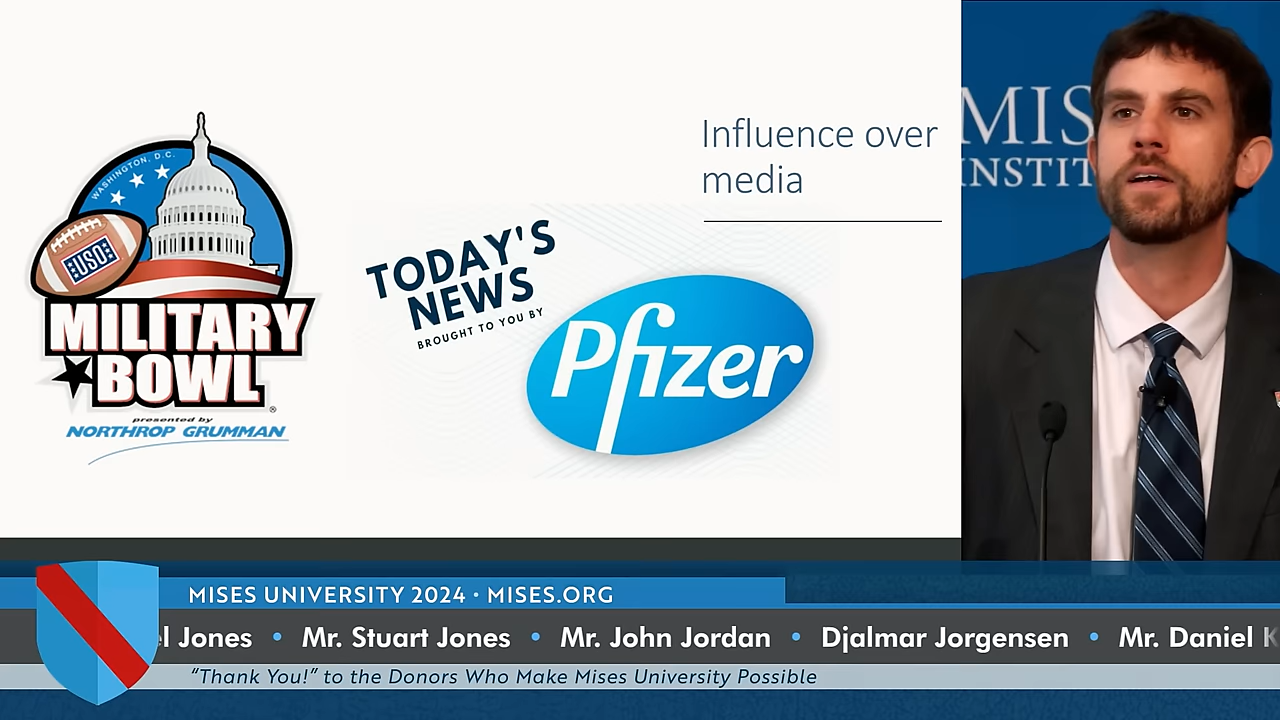 Influence over
media
WASHINGTON, D.C.
USO
MILITARY
BOWL
®
presented by
NORTHROP GRUMMAN
TODAY'S
NEWS
BROUGHT TO YOU BY
Pfizer
MIS
INSTIT
MISES UNIVERSITY 2024 • MISES.ORG
el Jones • Mr. Stuart Jones • Mr. John Jordan • Djalmar Jorgensen • Mr. Daniel K
“Thank You!” to the Donors Who Make Mises University Possible